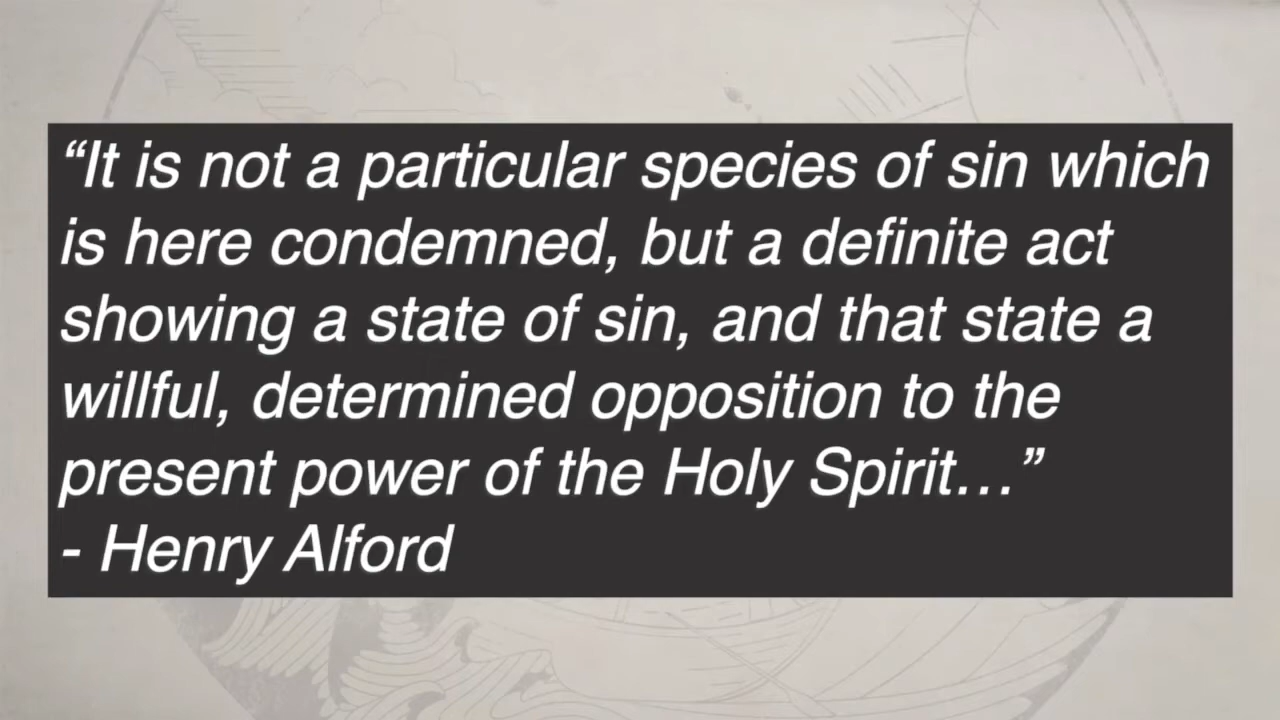 “It is not a particular species of sin which
is here condemned, but a definite act
showing a state of sin, and that state a
willful, determined opposition to the
present power of the Holy Spirit…”
- Henry Alford